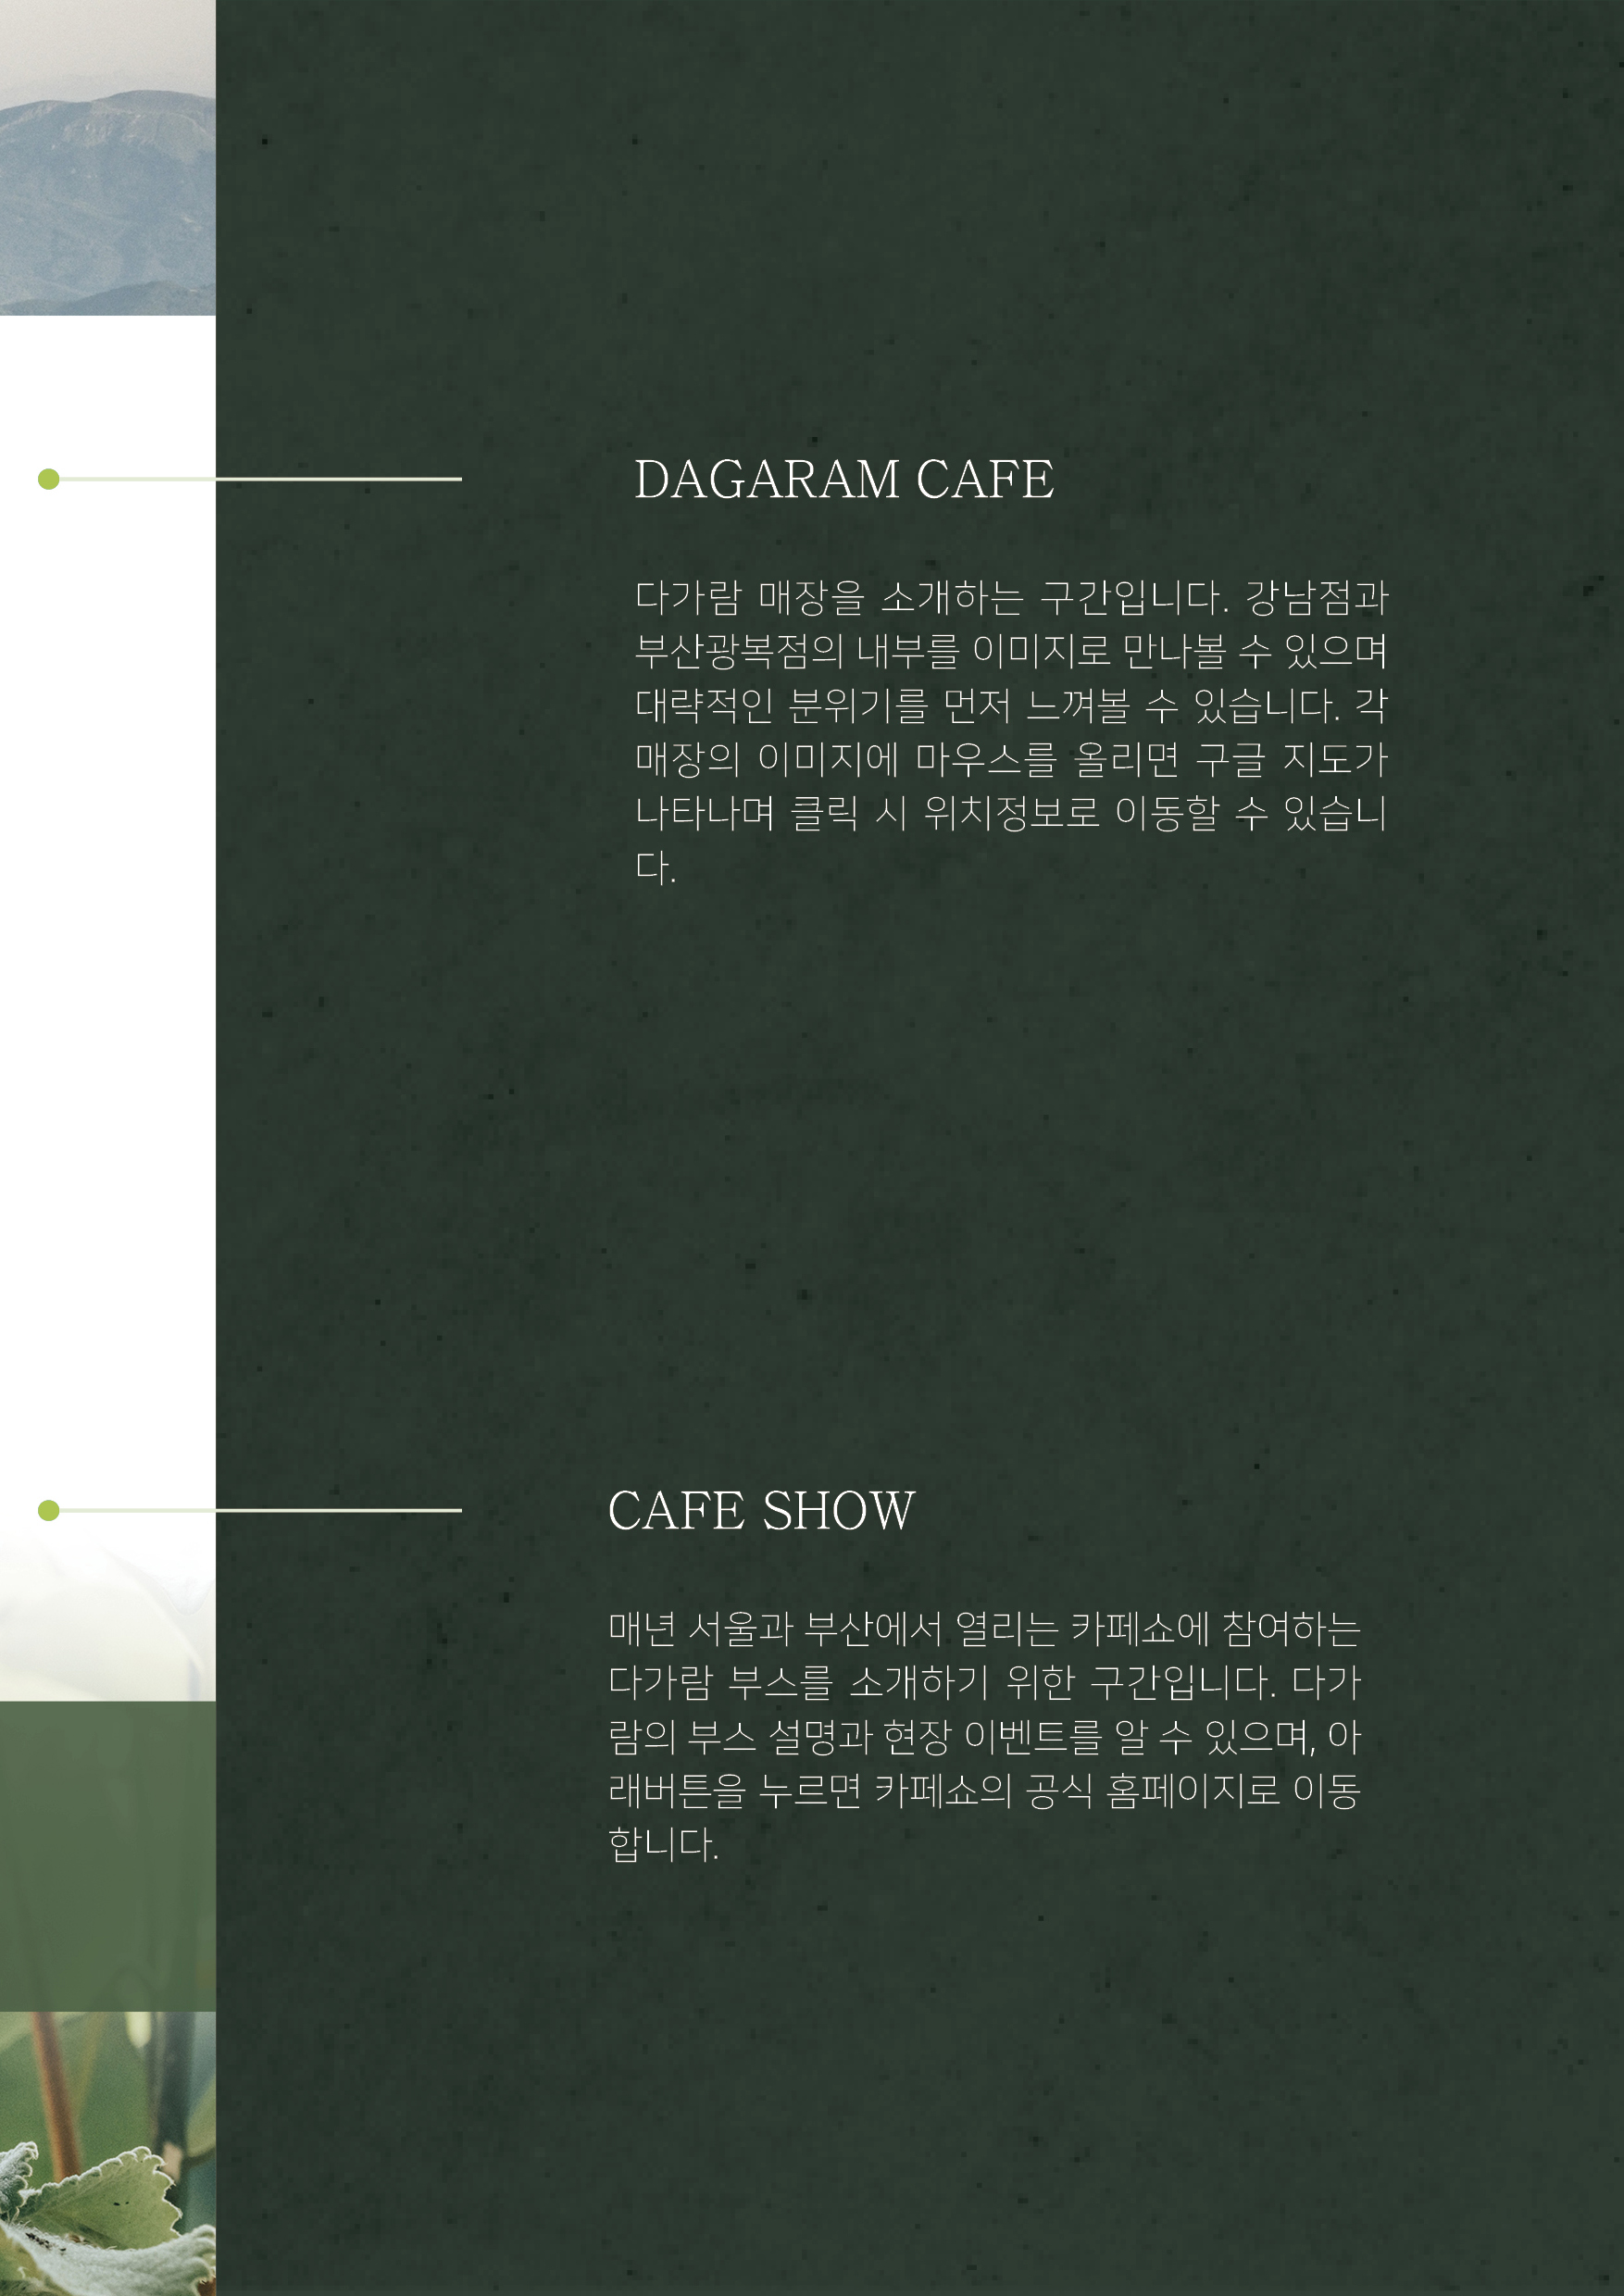 DAGARAM CAFE
다가람 매장을 소개하는 구간입니다. 강남점과
부산광복점의 내부를 이미지로 만나볼 수 있으며
대략적인 분위기를 먼저 느껴볼 수 있습니다. 각
매장의 이미지에 마우스를 올리면 구글 지도가
나타나며 클릭 시 위치정보로 이동할 수 있습니
다.
CAFE SHOW
매년 서울과 부산에서 열리는 카페쇼에 참여하는
다가람 부스를 소개하기 위한 구간입니다. 다가
람의 부스 설명과 현장 이벤트를 알 수 있으며, 아
래버튼을 누르면 카페쇼의 공식 홈페이지로 이동
합니다.